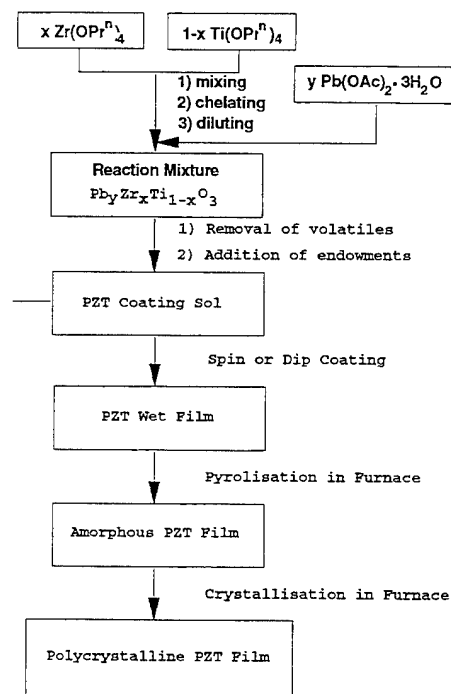 x Zr(OPrⁿ)₄
1-x Ti(OPrⁿ)₄
1) mixing
2) chelating
3) diluting
y Pb(OAc)₂ • 3H₂O
Reaction Mixture
PbyZrₓTi₁₋ₓO₃
1) Removal of volatiles
2) Addition of endowments
PZT Coating Sol
Spin or Dip Coating
PZT Wet Film
Pyrolisation in Furnace
Amorphous PZT Film
Crystallisation in Furnace
Polycrystalline PZT Film